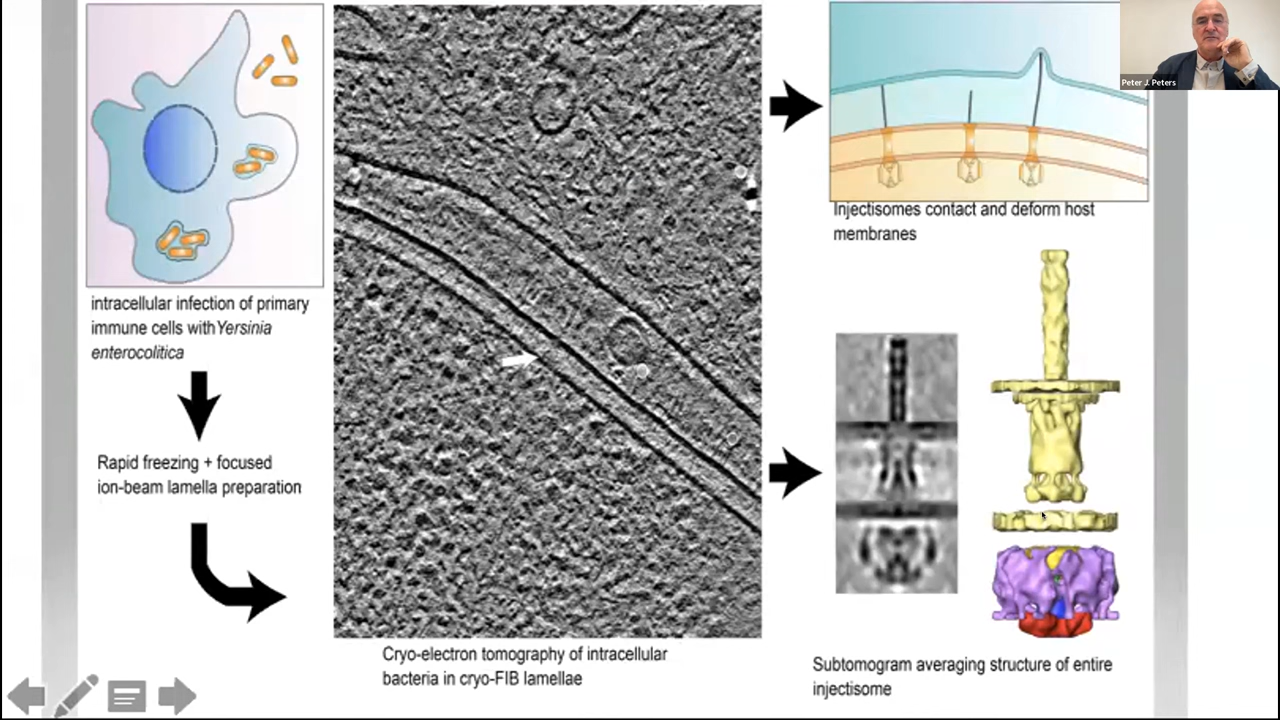 Peter J. Peters
intracellular infection of primary
immune cells with Yersinia
enterocolitica
Rapid freezing + focused
ion-beam lamella preparation
Cryo-electron tomography of intracellular
bacteria in cryo-FIB lamellae
Injectisomes contact and deform host
membranes
Subtomogram averaging structure of entire
injectisome